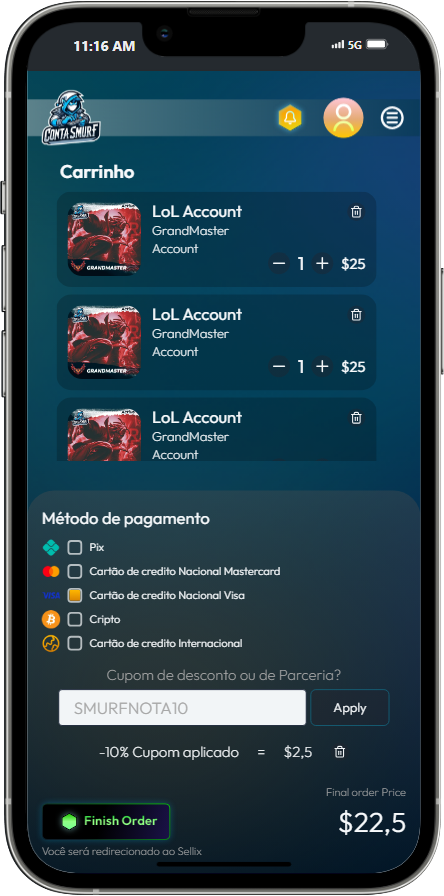 11:16 AM
5G
CONTA SMURF
Carrinho
LoL Account
GrandMaster
Account
1
$25
GRANDMASTER
LoL Account
GrandMaster
Account
1
$25
GRANDMASTER
LoL Account
GrandMaster
Account
Método de pagamento
Pix
Cartão de credito Nacional Mastercard
VISA Cartão de credito Nacional Visa
Cripto
Cartão de credito Internacional
Cupom de desconto ou de Parceria?
SMURFNOTA10
Apply
-10% Cupom aplicado = $2,5
Final order Price
Finish Order
$22,5
Você será redirecionado ao Sellix